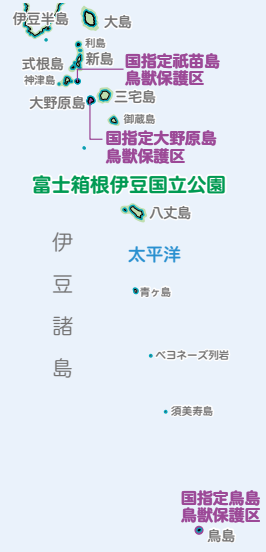 伊豆半島
大島
利島
新島
式根島
神津島
国指定祗苗島
鳥獣保護区
大野原島
三宅島
御蔵島
国指定大野原島
鳥獣保護区
富士箱根伊豆国立公園
八丈島
伊豆諸島
太平洋
青ヶ島
ベヨネーズ列岩
須美寿島
国指定鳥島
鳥獣保護区
鳥島